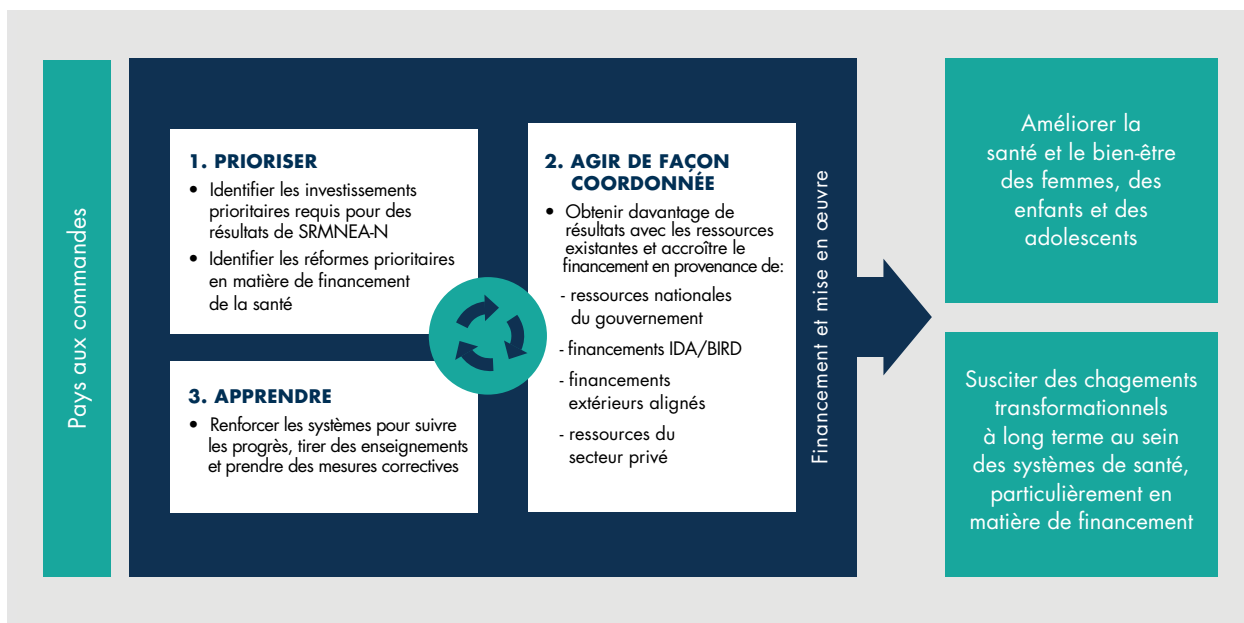 Pays aux commandes
1. PRIORISER
• Identifier les investissements
prioritaires requis pour des
résultats de SRMNEA-N
• Identifier les réformes prioritaires
en matière de financement
de la santé
2. AGIR DE FAÇON
COORDONNÉE
• Obtenir davantage de
résultats avec les ressources
existantes et accroître le
financement en provenance de:
- ressources nationales
du gouvernement
- financements IDA/BIRD
- financements
extérieurs alignés
- ressources du
secteur privé
3. APPRENDRE
• Renforcer les systèmes pour suivre
les progrès, tirer des enseignements
et prendre des mesures correctives
Financement et mise en œuvre
Améliorer la
santé et le bien-être
des femmes, des
enfants et des
adolescents
Susciter des chagements
transformationnels
à long terme au sein
des systèmes de santé,
particulièrement en
matière de financement